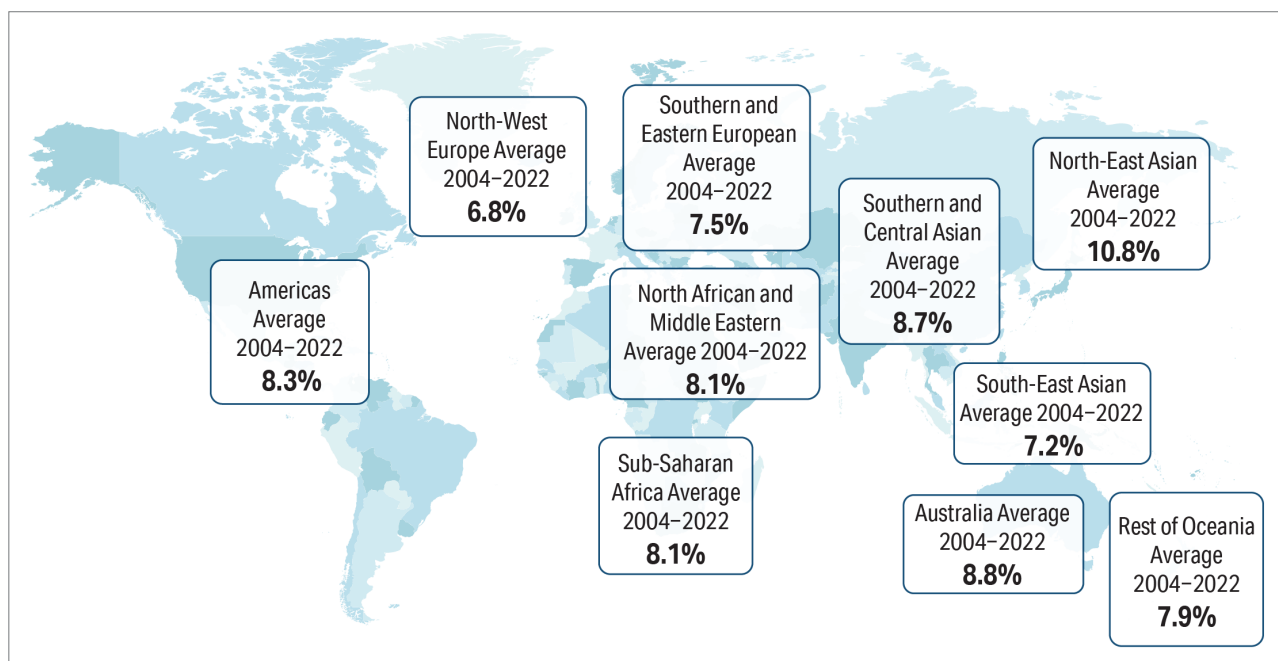 North-West
Europe Average
2004–2022
6.8%
Southern and
Eastern European
Average
2004–2022
7.5%
North-East Asian
Average
2004–2022
10.8%
Southern and
Central Asian
Average
2004–2022
8.7%
Americas
Average
2004–2022
8.3%
North African and
Middle Eastern
Average 2004–2022
8.1%
South-East Asian
Average 2004–2022
7.2%
Sub-Saharan
Africa Average
2004–2022
8.1%
Australia Average
2004–2022
8.8%
Rest of Oceania
Average
2004–2022
7.9%